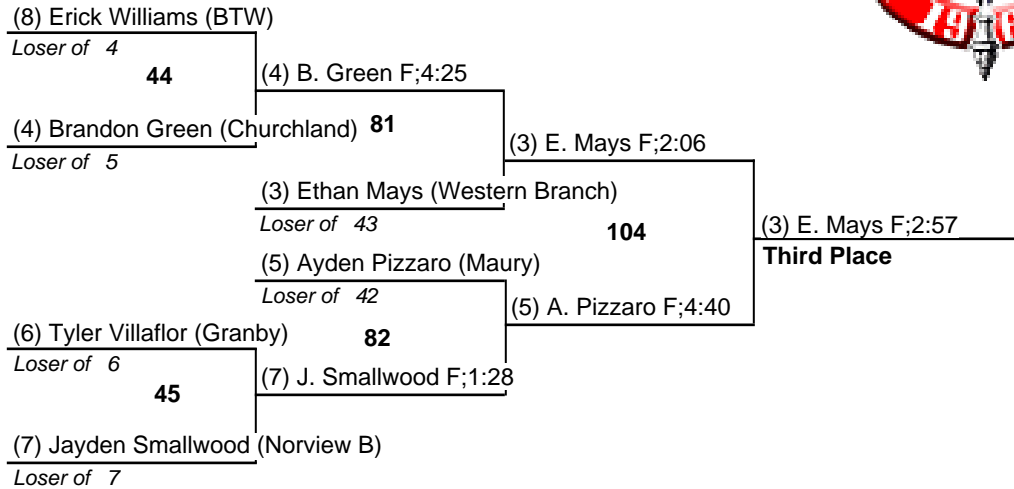 (8) Erick Williams (BTW)
Loser of 4
44
(4) B. Green F;4:25
(4) Brandon Green (Churchland)
81
Loser of 5
(3) E. Mays F;2:06
(3) Ethan Mays (Western Branch)
Loser of 43
104
(3) E. Mays F;2:57
Third Place
(5) Ayden Pizzaro (Maury)
Loser of 42
(5) A. Pizzaro F;4:40
(6) Tyler Villaflor (Granby)
82
Loser of 6
45
(7) J. Smallwood F;1:28
(7) Jayden Smallwood (Norview B)
Loser of 7